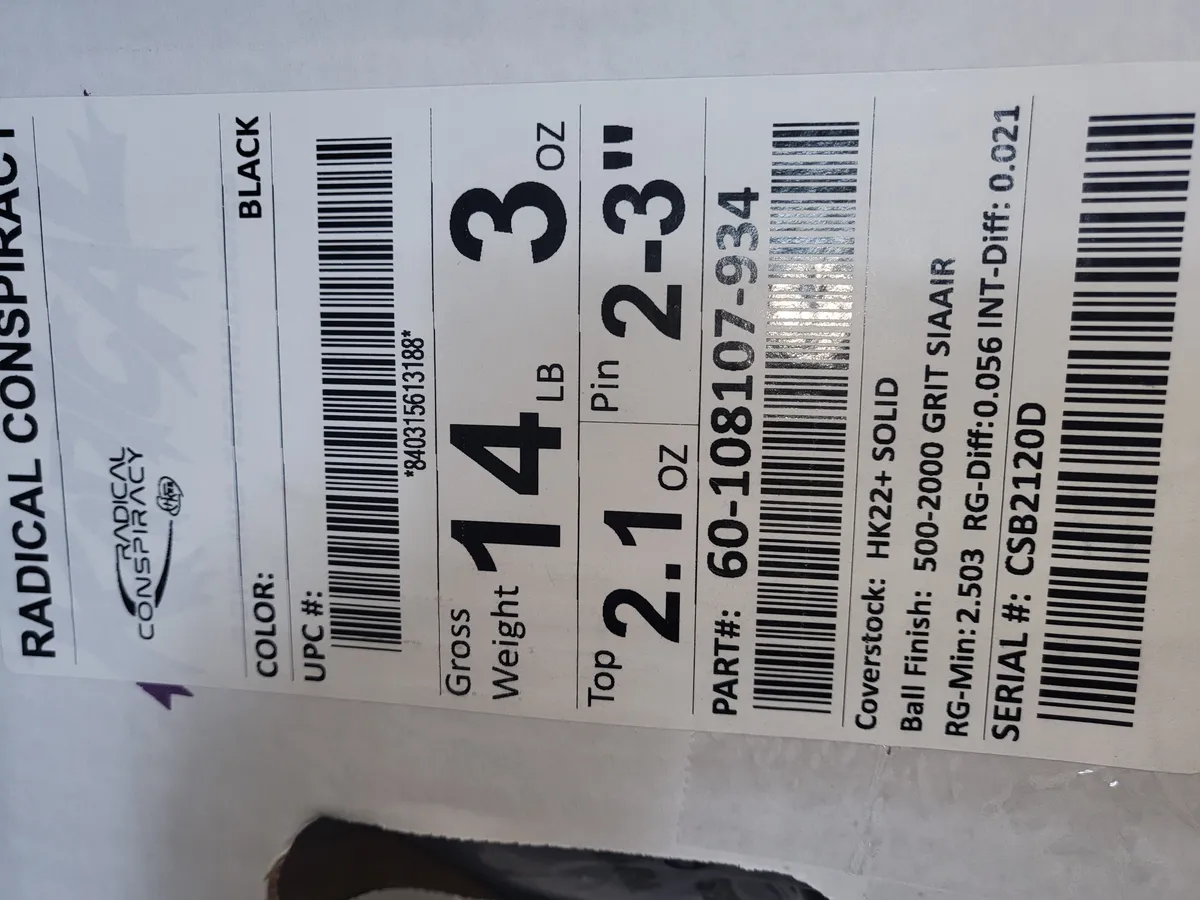 RADICAL CONSPIRACY
RADICAL
CONSPIRACY
COLOR: BLACK
UPC #:
*840315613188*
Gross Weight 14 LB 3 OZ
Top 2.1 OZ Pin 2-3"
PART#: 60-108107-934
Coverstock: HK22+ SOLID
Ball Finish: 500-2000 GRIT SIAAIR
RG-Min:2.503 RG-Diff:0.056 INT-Diff: 0.021
SERIAL #: CSB2120D